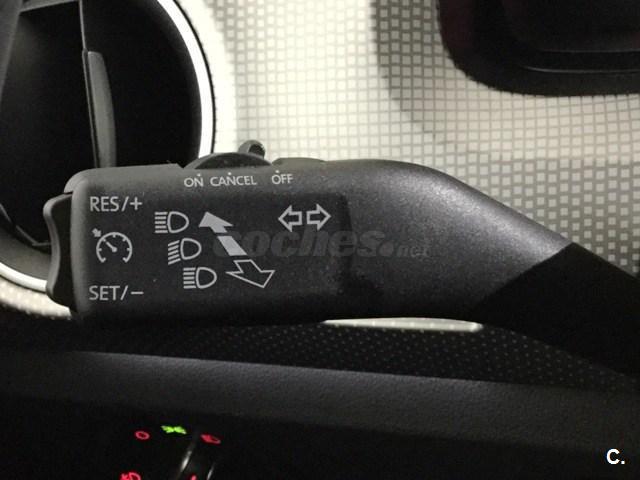 ON CANCEL OFF
RES/+
SET/-
coches.net
C.